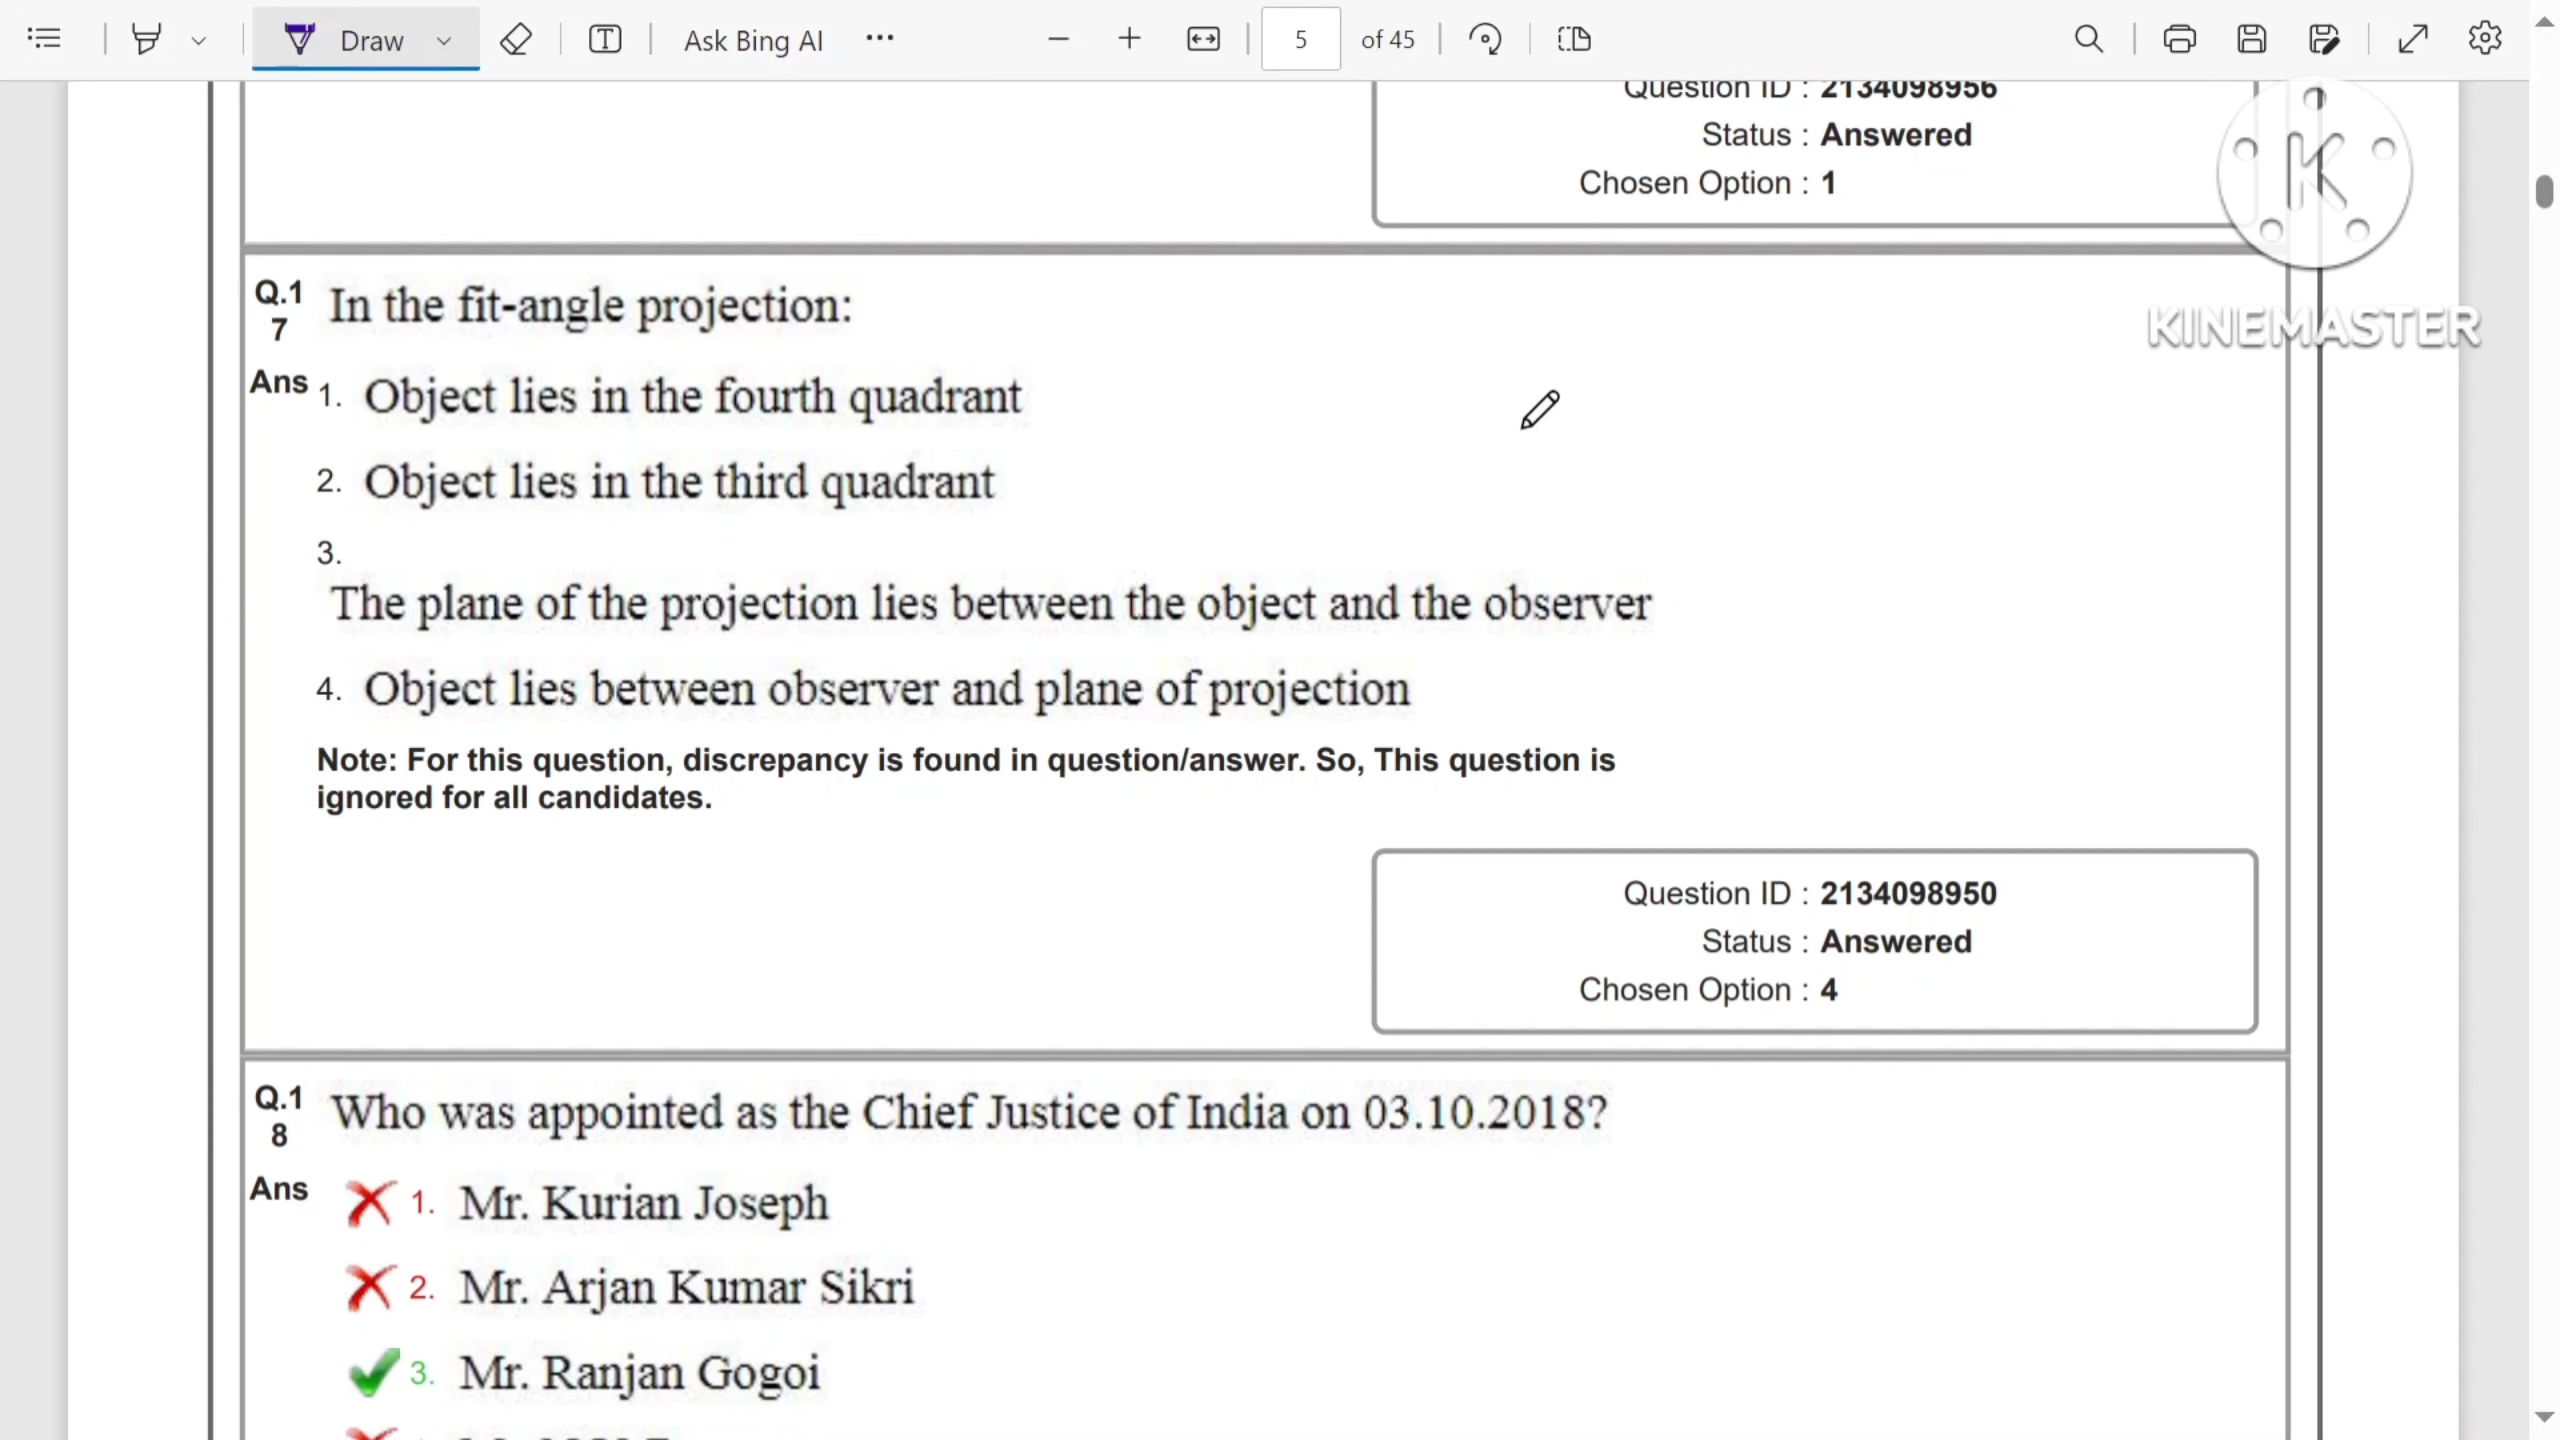 Draw
Ask Bing AI
5 of 45
Question ID : 2134098956
Status : Answered
Chosen Option : 1
KINEMASTER
Q.17 In the fit-angle projection:
Ans 1. Object lies in the fourth quadrant
2. Object lies in the third quadrant
3.
The plane of the projection lies between the object and the observer
4. Object lies between observer and plane of projection
Note: For this question, discrepancy is found in question/answer. So, This question is
ignored for all candidates.
Question ID : 2134098950
Status : Answered
Chosen Option : 4
Q.18 Who was appointed as the Chief Justice of India on 03.10.2018?
Ans 1. Mr. Kurian Joseph
2. Mr. Arjan Kumar Sikri
3. Mr. Ranjan Gogoi